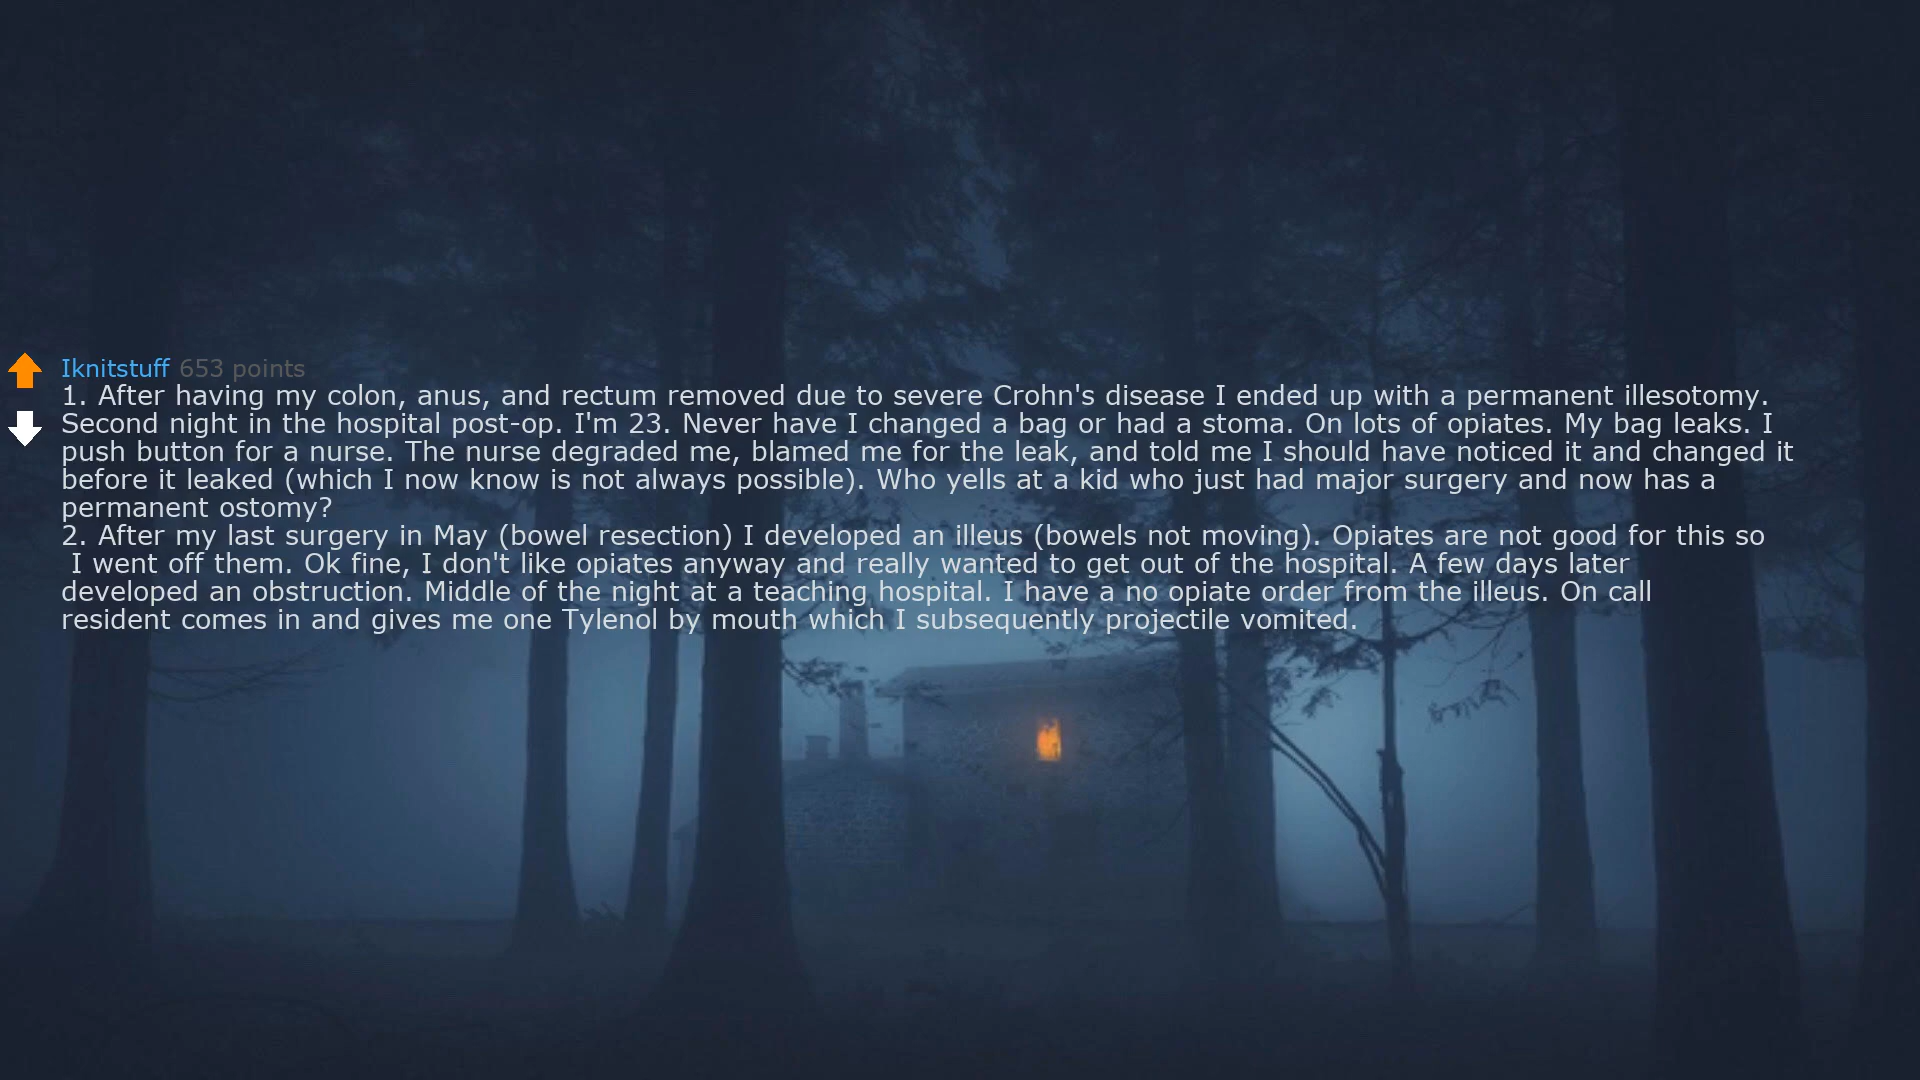 Iknitstuff 653 points
1. After having my colon, anus, and rectum removed due to severe Crohn's disease I ended up with a permanent illesotomy.
Second night in the hospital post-op. I'm 23. Never have I changed a bag or had a stoma. On lots of opiates. My bag leaks. I
push button for a nurse. The nurse degraded me, blamed me for the leak, and told me I should have noticed it and changed it
before it leaked (which I now know is not always possible). Who yells at a kid who just had major surgery and now has a
permanent ostomy?
2. After my last surgery in May (bowel resection) I developed an illeus (bowels not moving). Opiates are not good for this so
I went off them. Ok fine, I don't like opiates anyway and really wanted to get out of the hospital. A few days later
developed an obstruction. Middle of the night at a teaching hospital. I have a no opiate order from the illeus. On call
resident comes in and gives me one Tylenol by mouth which I subsequently projectile vomited.